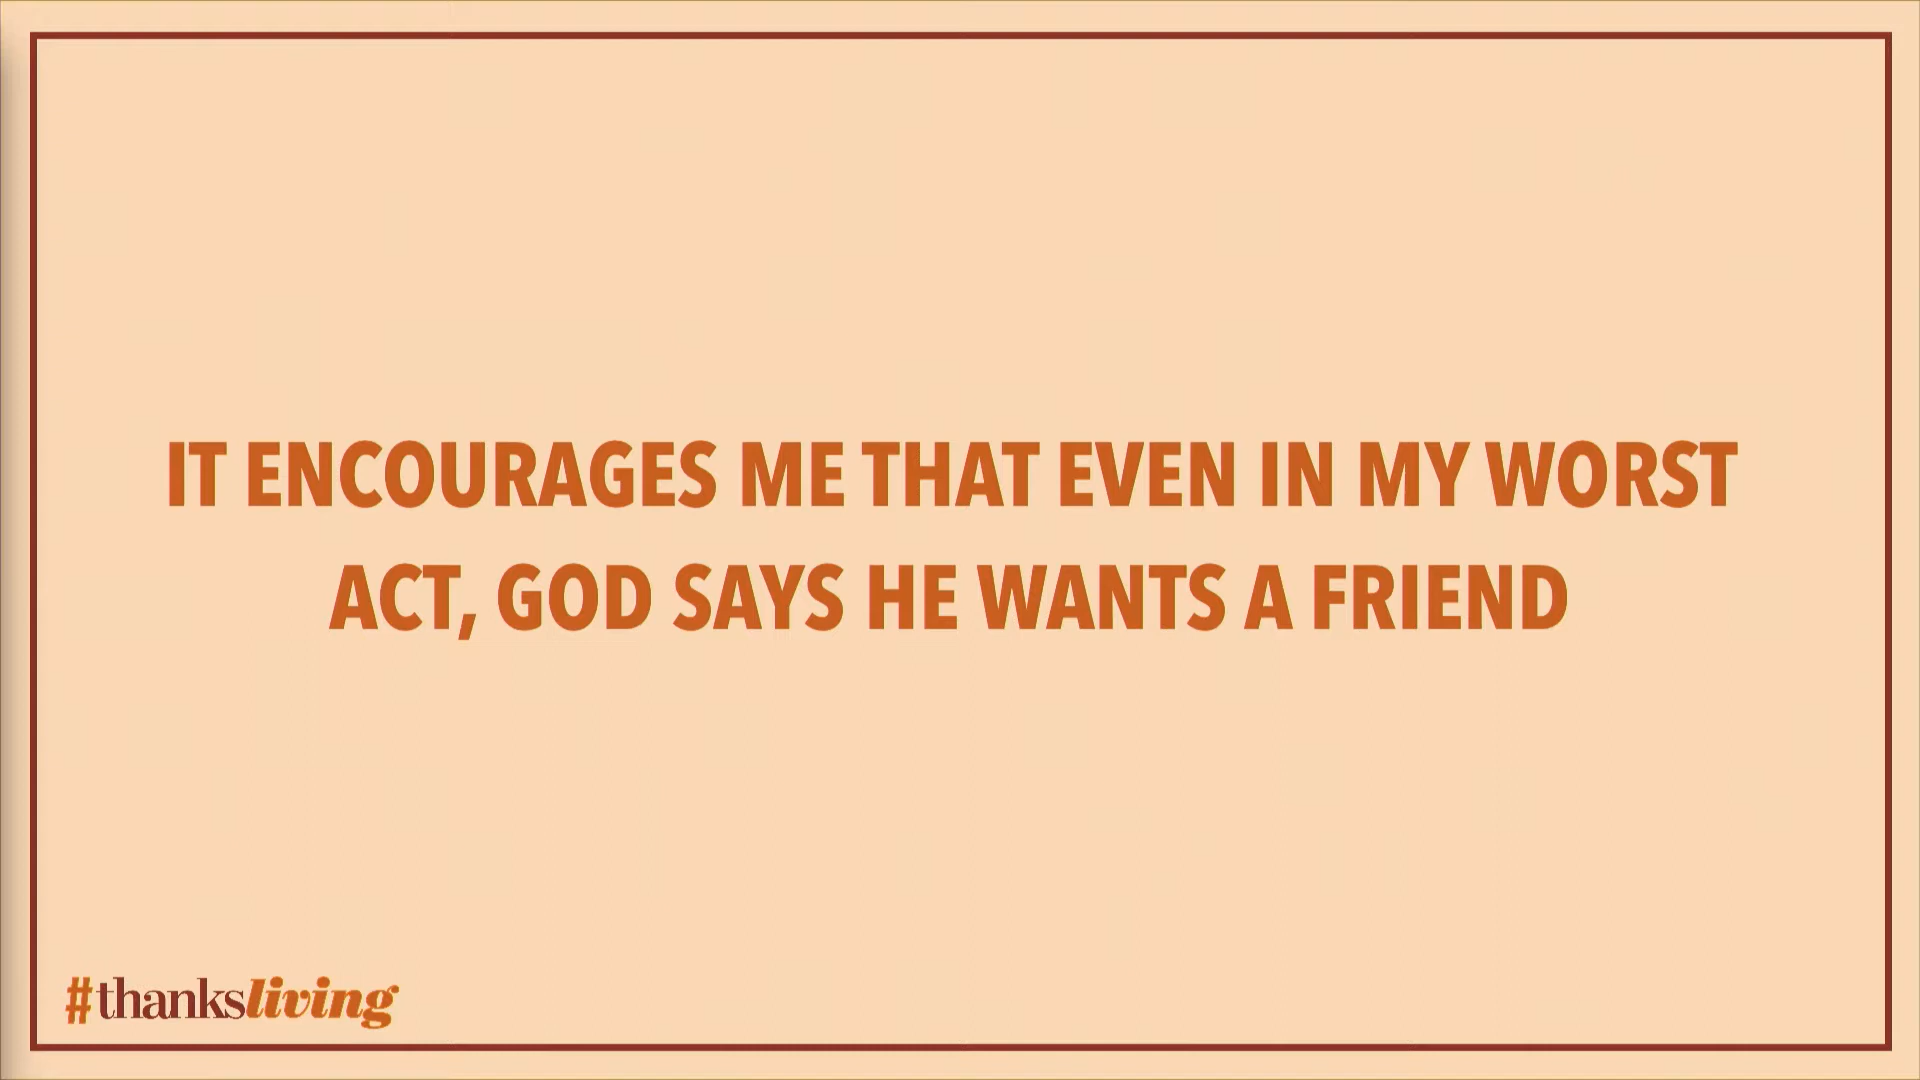 IT ENCOURAGES ME THAT EVEN IN MY WORST
ACT, GOD SAYS HE WANTS A FRIEND
#thanksliving